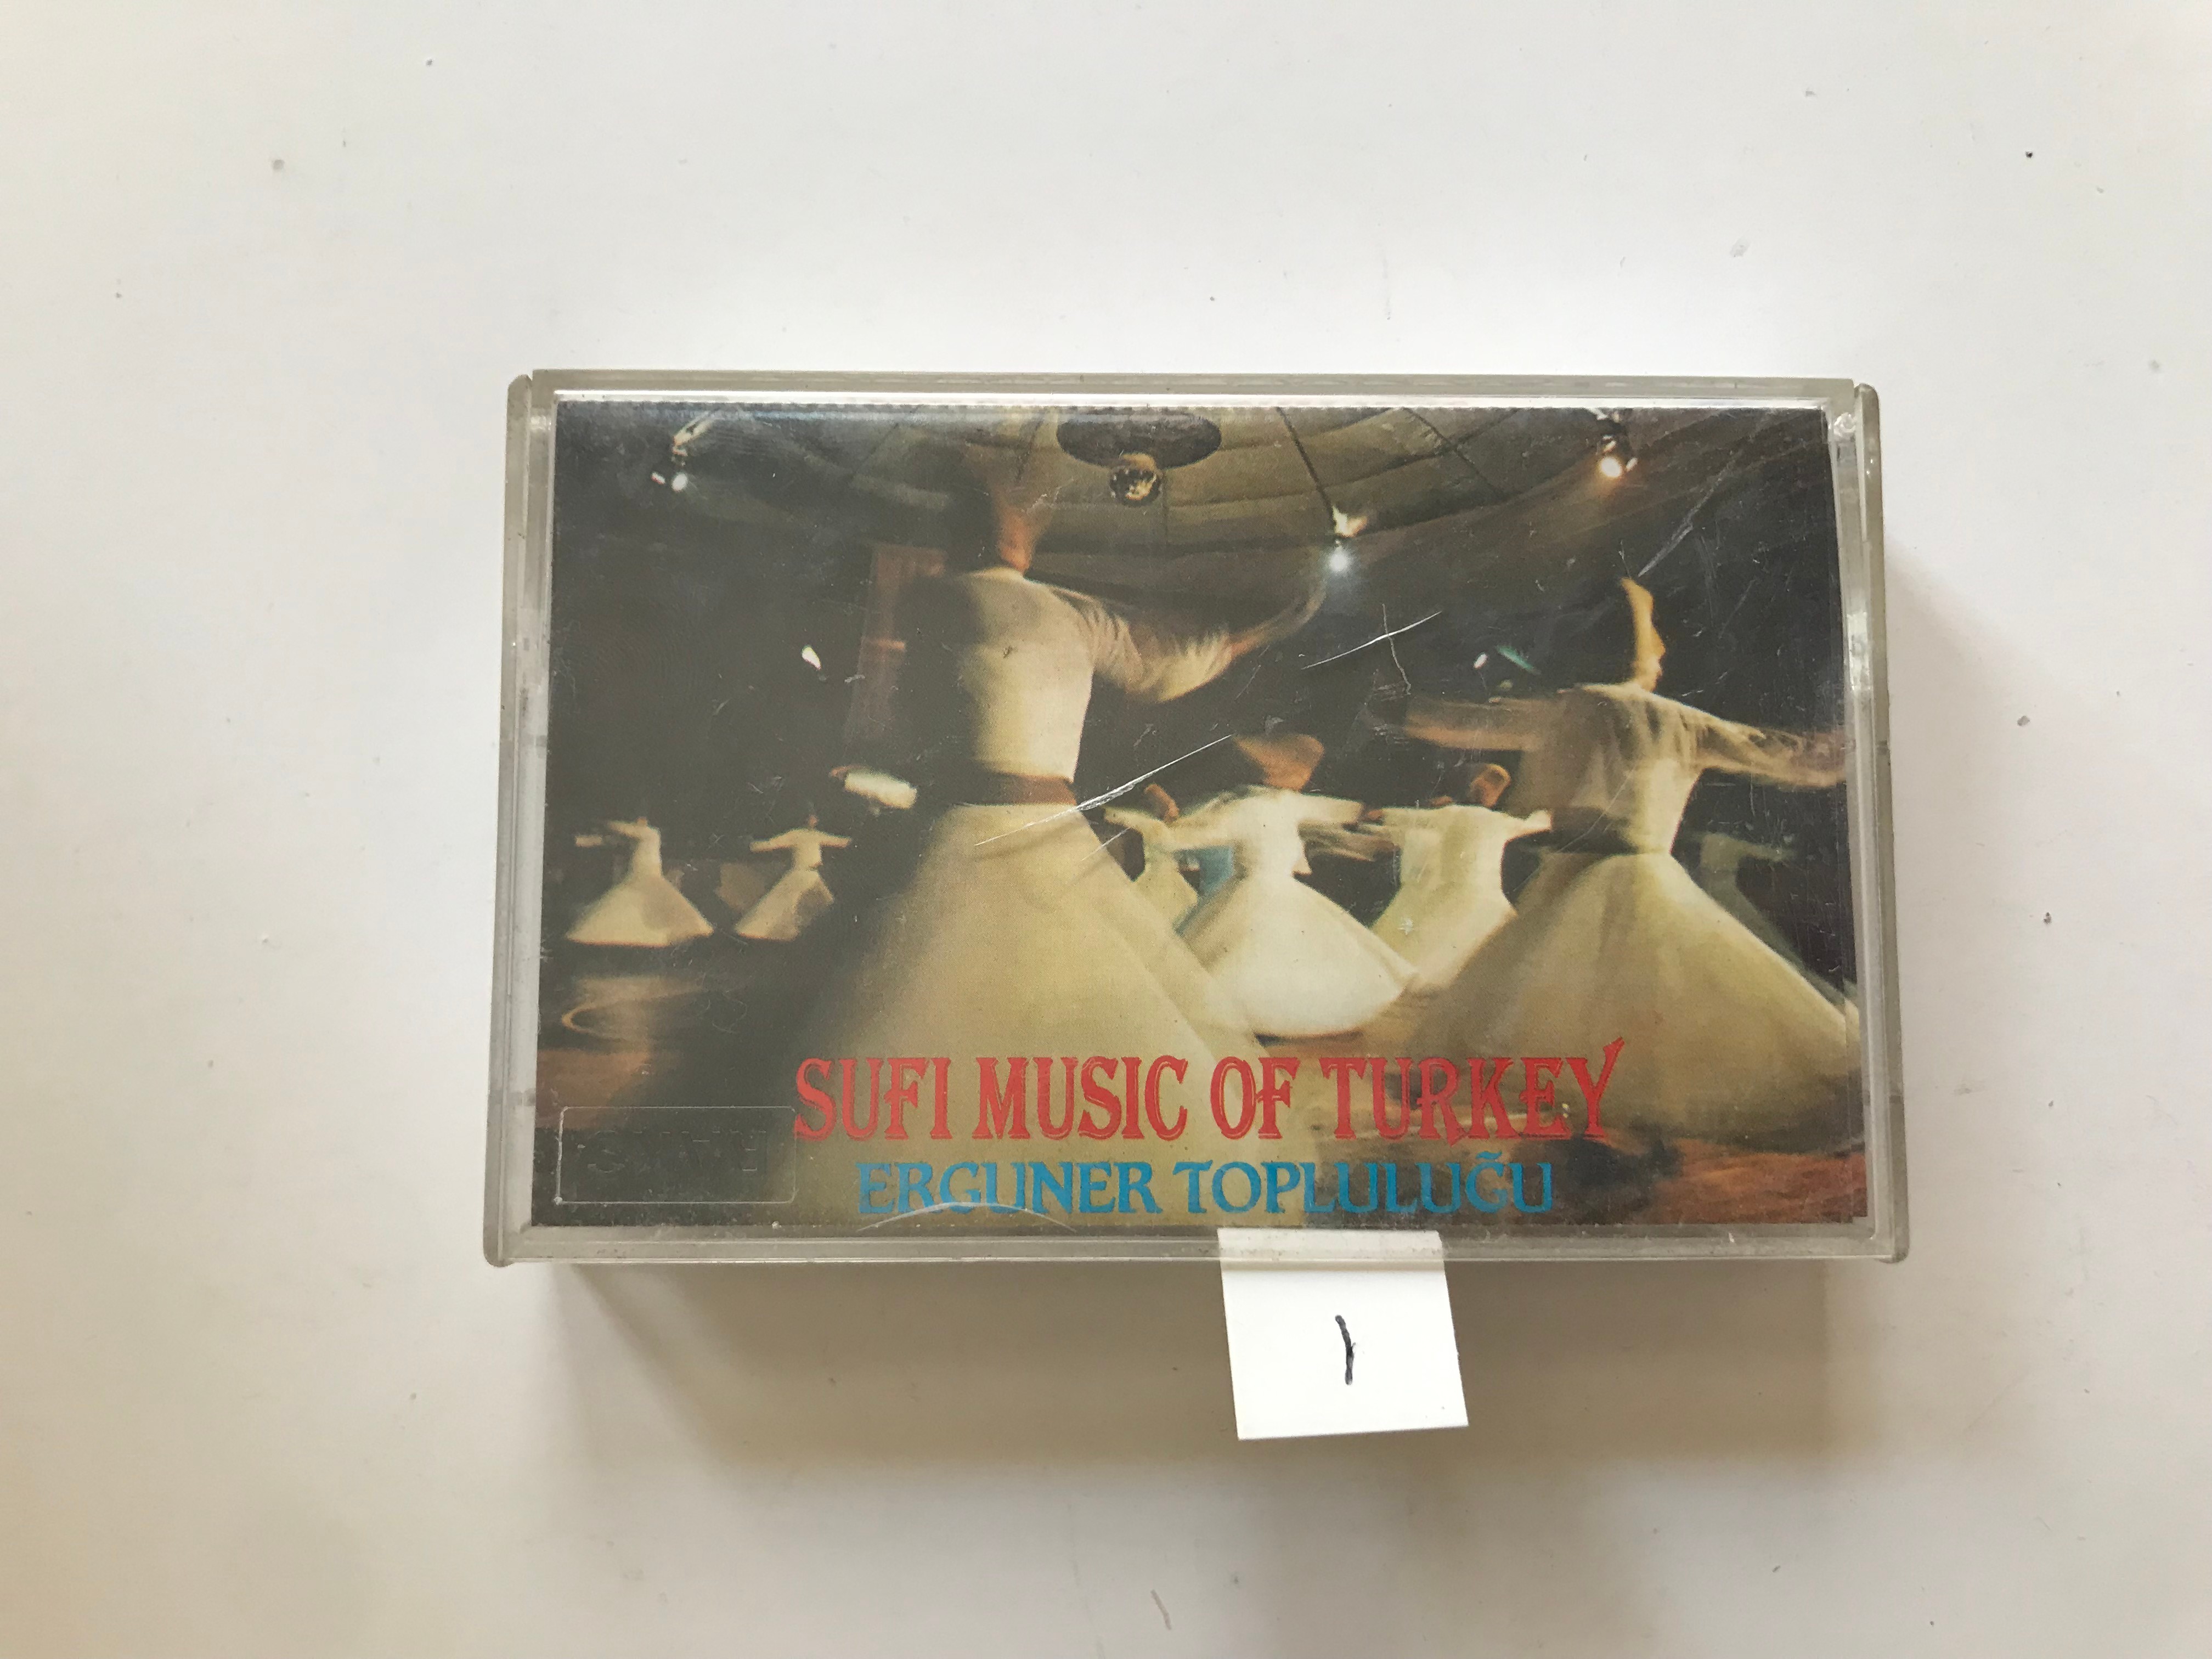 SUFI MUSIC OF TURKEY
ERGUNER TOPLULUĞU
1